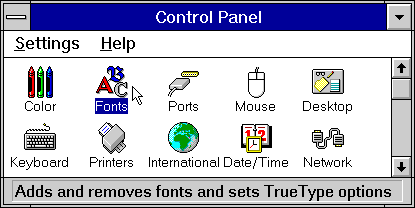 Control Panel
Settings Help
Color Fonts Ports Mouse Desktop
Keyboard Printers International Date/Time Network
Adds and removes fonts and sets TrueType options